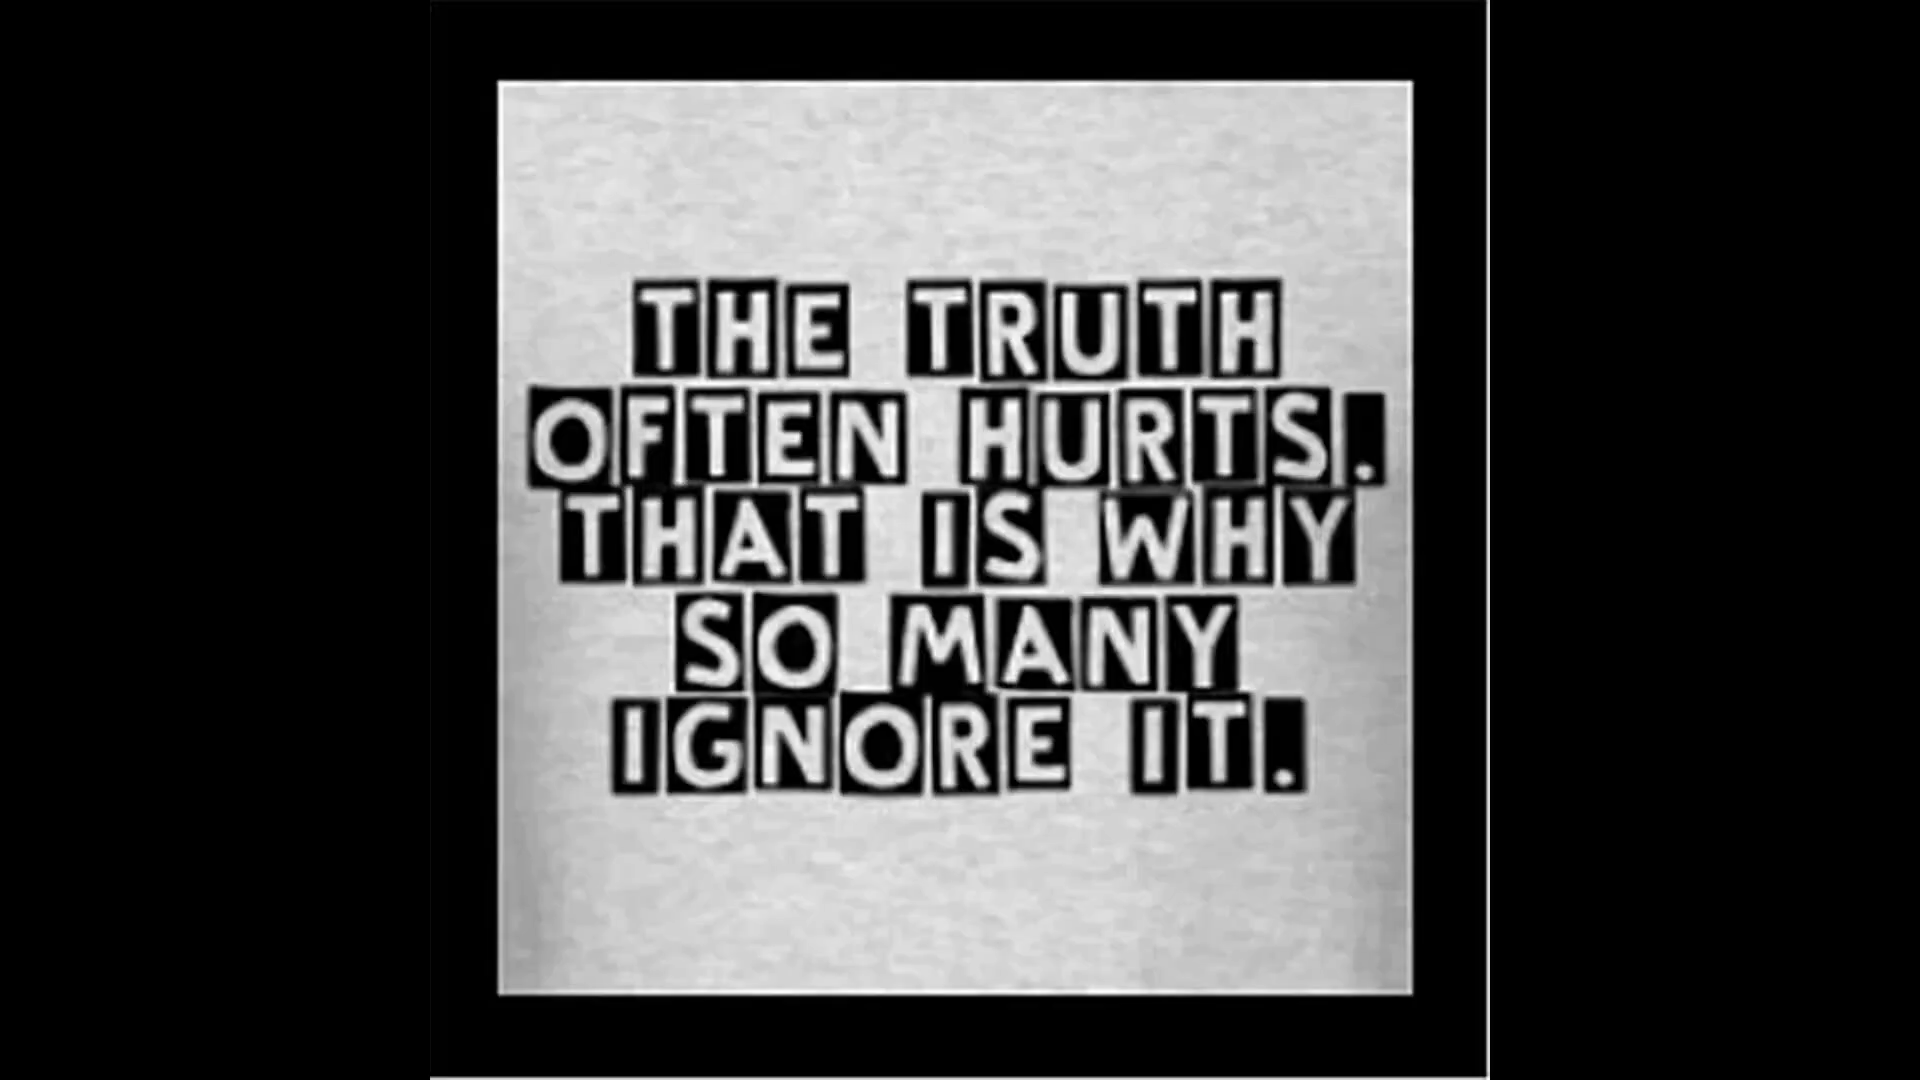 THE TRUTH
OFTEN HURTS.
THAT IS WHY
SO MANY
IGNORE IT.